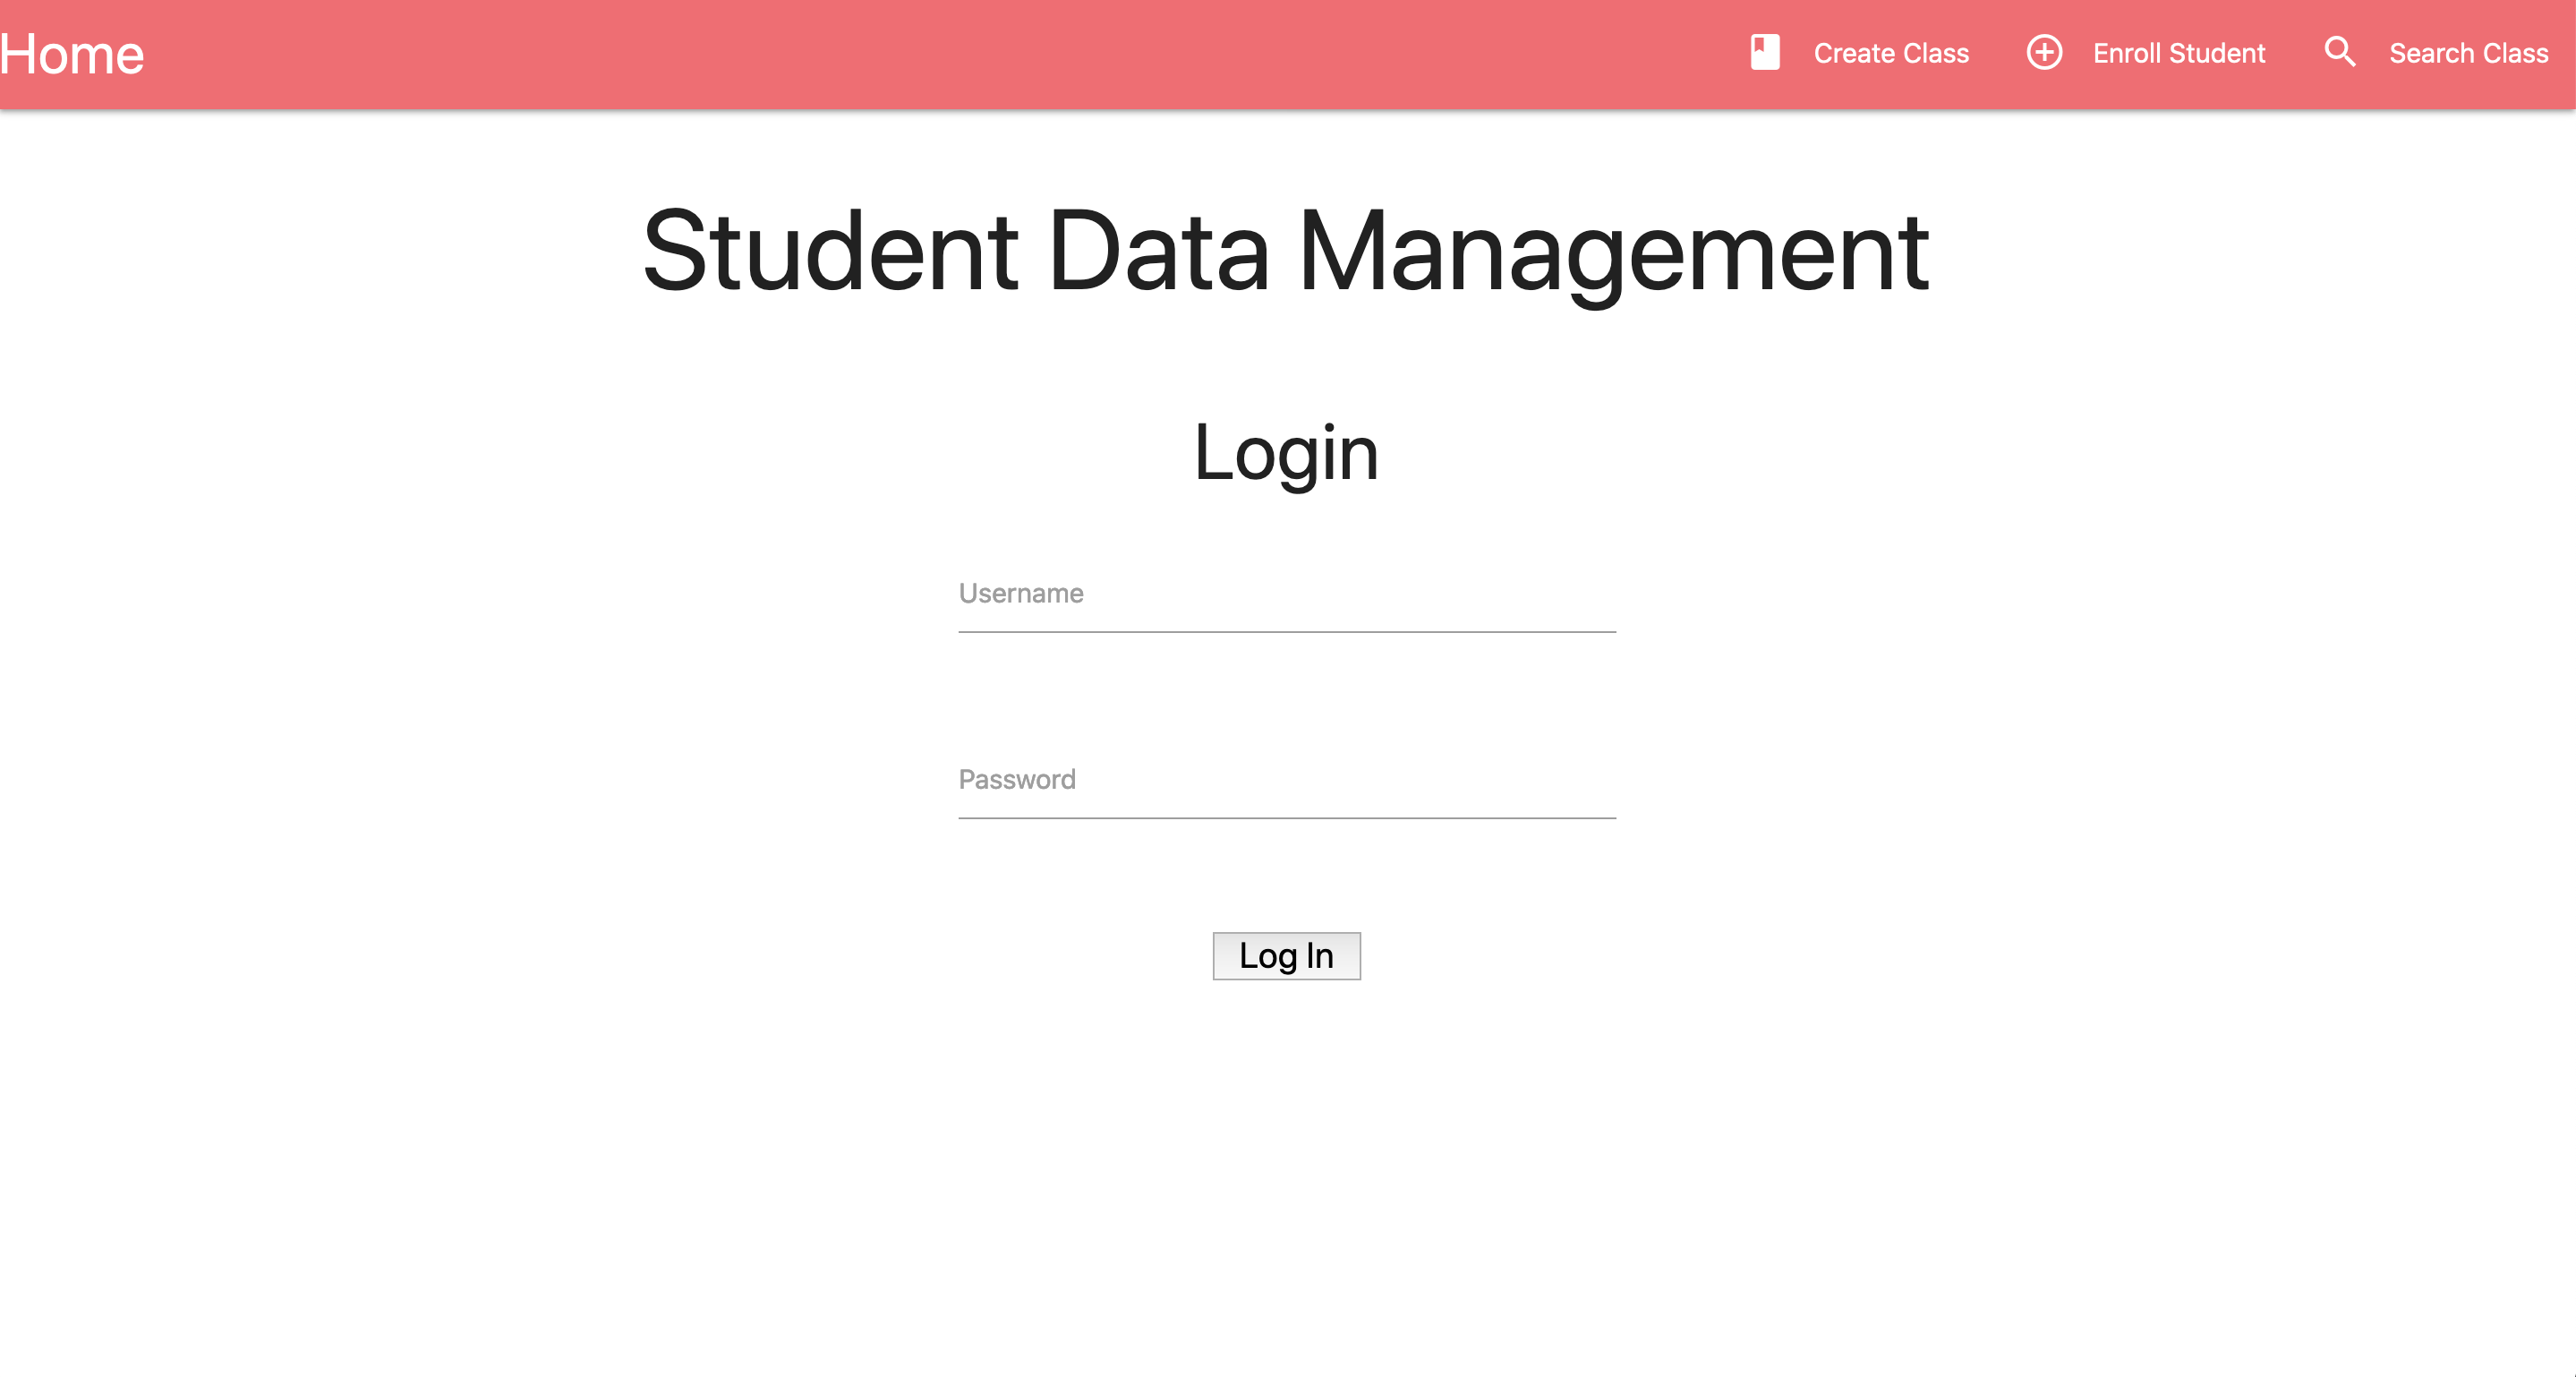 Home Create Class Enroll Student Search Class
Student Data Management
Login
Username
Password
Log In